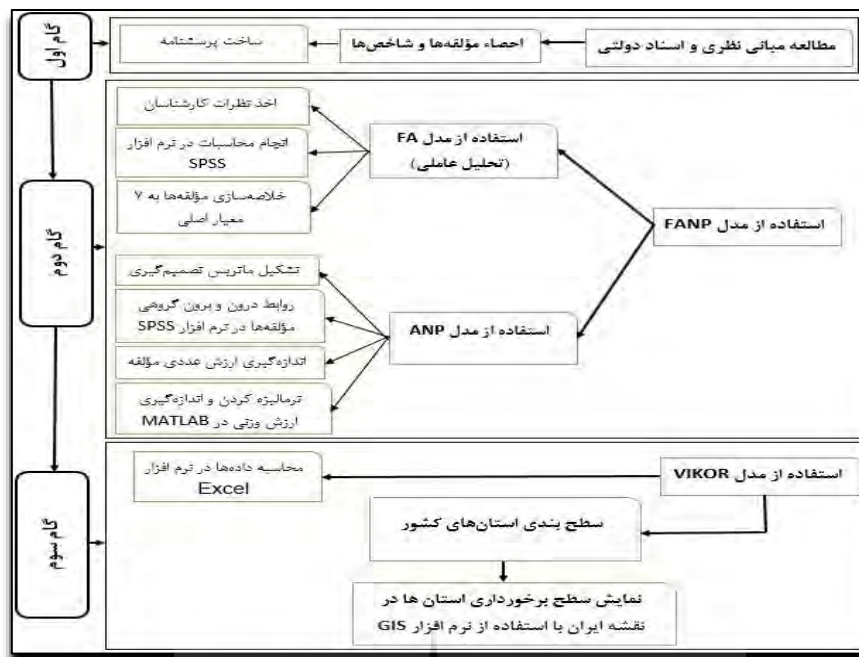 گام اول
مطالعه مبانی نظری و اسناد دولتی
احصاء مؤلفه‌ها و شاخص‌ها
ساخت پرسشنامه
گام دوم
استفاده از مدل FANP
استفاده از مدل FA
(تحلیل عاملی)
اخذ نظرات کارشناسان
انجام محاسبات در نرم افزار
SPSS
خلاصه‌سازی مؤلفه‌ها به ۷
معیار اصلی
استفاده از مدل ANP
تشکیل ماتریس تصمیم‌گیری
روابط درون و برون گروهی
مؤلفه‌ها در نرم افزار SPSS
اندازه‌گیری ارزش عددی مؤلفه
نرمالیزه کردن و اندازه‌گیری
ارزش وزنی در MATLAB
گام سوم
استفاده از مدل VIKOR
محاسبه داده‌ها در نرم افزار
Excel
سطح بندی استان‌های کشور
نمایش سطح برخورداری استان ها در
نقشه ایران با استفاده از نرم افزار GIS